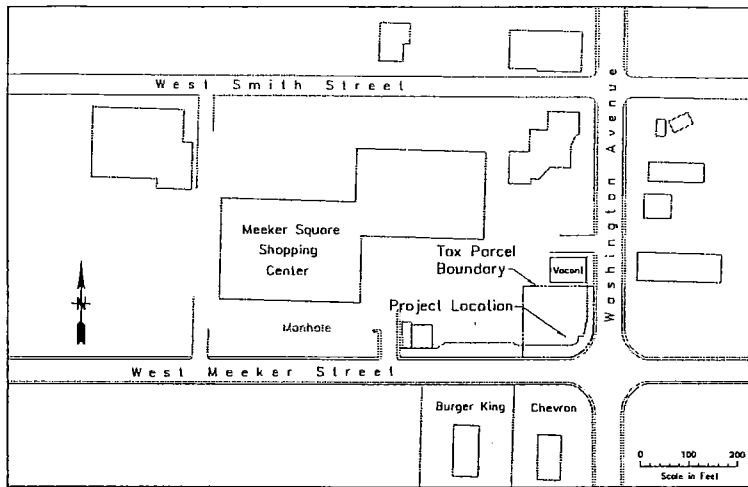 West Smith Street
Washington Avenue
Meeker Square
Shopping
Center
Tax Parcel
Boundary
Vacant
Project Location
Manhole
N
West Meeker Street
Burger King
Chevron
0 100 200
Scale in Feet